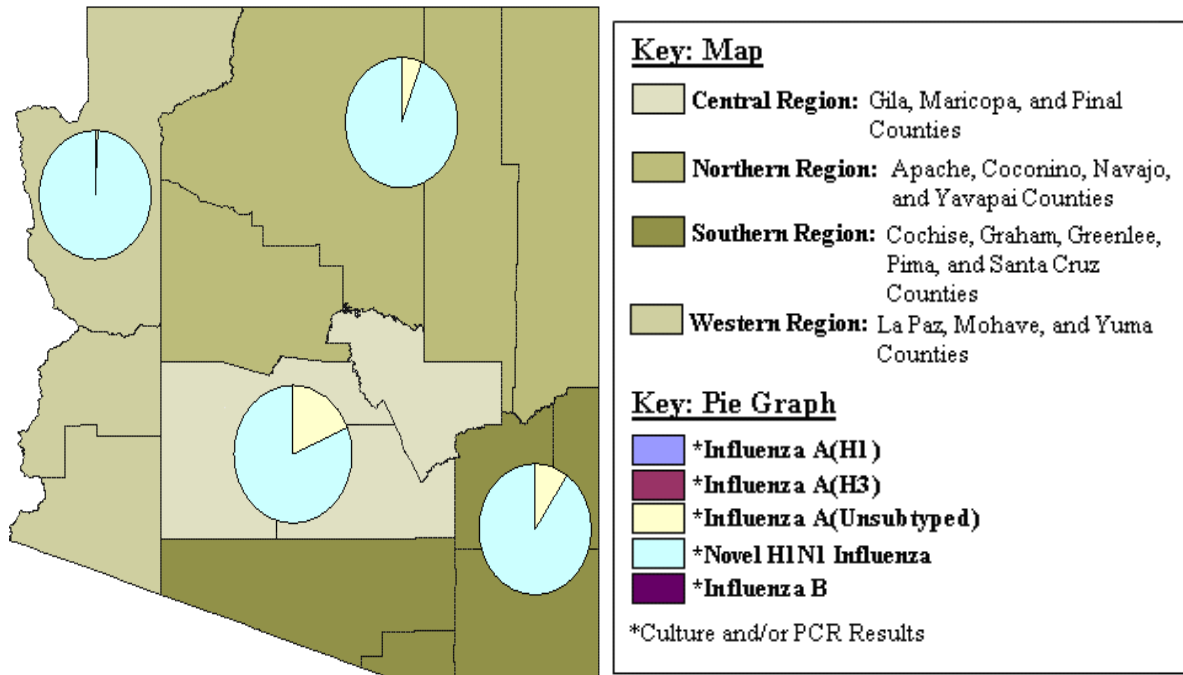 Key: Map
Central Region: Gila, Maricopa, and Pinal
Counties
Northern Region: Apache, Coconino, Navajo,
and Yavapai Counties
Southern Region: Cochise, Graham, Greenlee,
Pima, and Santa Cruz
Counties
Western Region: La Paz, Mohave, and Yuma
Counties
Key: Pie Graph
*Influenza A(H1)
*Influenza A(H3)
*Influenza A(Unsubtyped)
*Novel H1N1 Influenza
*Influenza B
*Culture and/or PCR Results